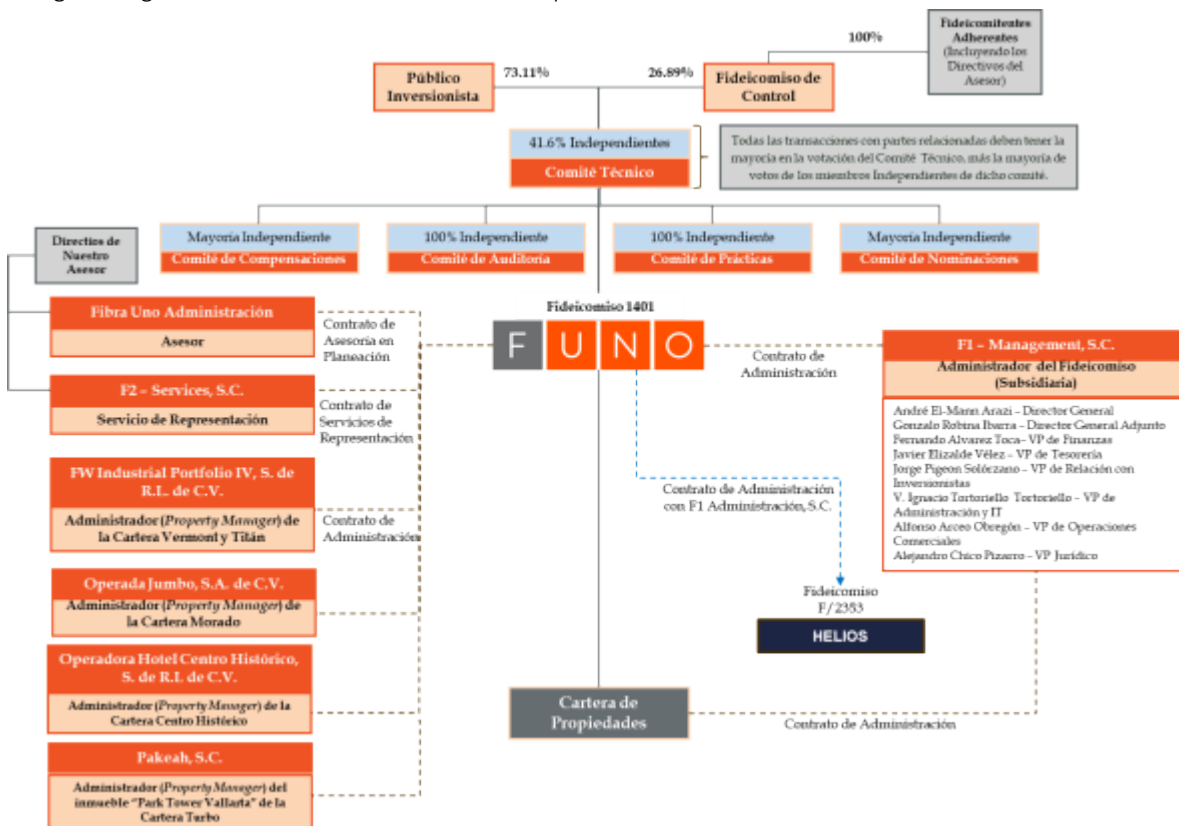 Fideicomitentes
Adherentes
(Incluyendo los
Directivos del
Asesor)
100%
Público
Inversionista
73.11%
26.89%
Fideicomiso de
Control
41.6% Independientes
Comité Técnico
Todas las transacciones con partes relacionadas deben tener la
mayoría en la votación del Comité Técnico, más la mayoría de
votos de los miembros Independientes de dicho comité.
Mayoría Independiente
Comité de Compensaciones
100% Independiente
Comité de Auditoría
100% Independiente
Comité de Prácticas
Mayoría Independiente
Comité de Nominaciones
Directios de
Nuestro
Asesor
Fibra Uno Administración
Asesor
Contrato de
Asesoría en
Planeación
F2 – Services, S.C.
Servicio de Representación
Contrato de
Servicios de
Representación
FW Industrial Portfolio IV, S. de
R.L. de C.V.
Administrador (Property Manager) de
la Cartera Vermont y Titán
Contrato de
Administración
Operada Jumbo, S.A. de C.V.
Administrador (Property Manager) de
la Cartera Morado
Operadora Hotel Centro Histórico,
S. de R.L de C.V.
Administrador (Property Manager) de la
Cartera Centro Histórico
Pakeah, S.C.
Administrador (Property Manager) del
inmueble "Park Tower Vallarta" de la
Cartera Turbo
Fideicomiso 1401
FUNO
Contrato de
Administración
F1 – Management, S.C.
Administrador del Fideicomiso
(Subsidiaria)
André El-Mann Arazi – Director General
Gonzalo Robina Ibarra – Director General Adjunto
Fernando Alvarez Toca– VP de Finanzas
Javier Elizalde Vélez – VP de Tesorería
Jorge Pigeon Solórzano – VP de Relación con
Inversionistas
V. Ignacio Tortoriello Tortoriello – VP de
Administración y IT
Alfonso Arceo Obregón – VP de Operaciones
Comerciales
Alejandro Chico Pizarro – VP Jurídico
Contrato de Administración
con F1 Administración, S.C.
Fideicomiso
F/2353
HELIOS
Cartera de
Propiedades
Contrato de Administración